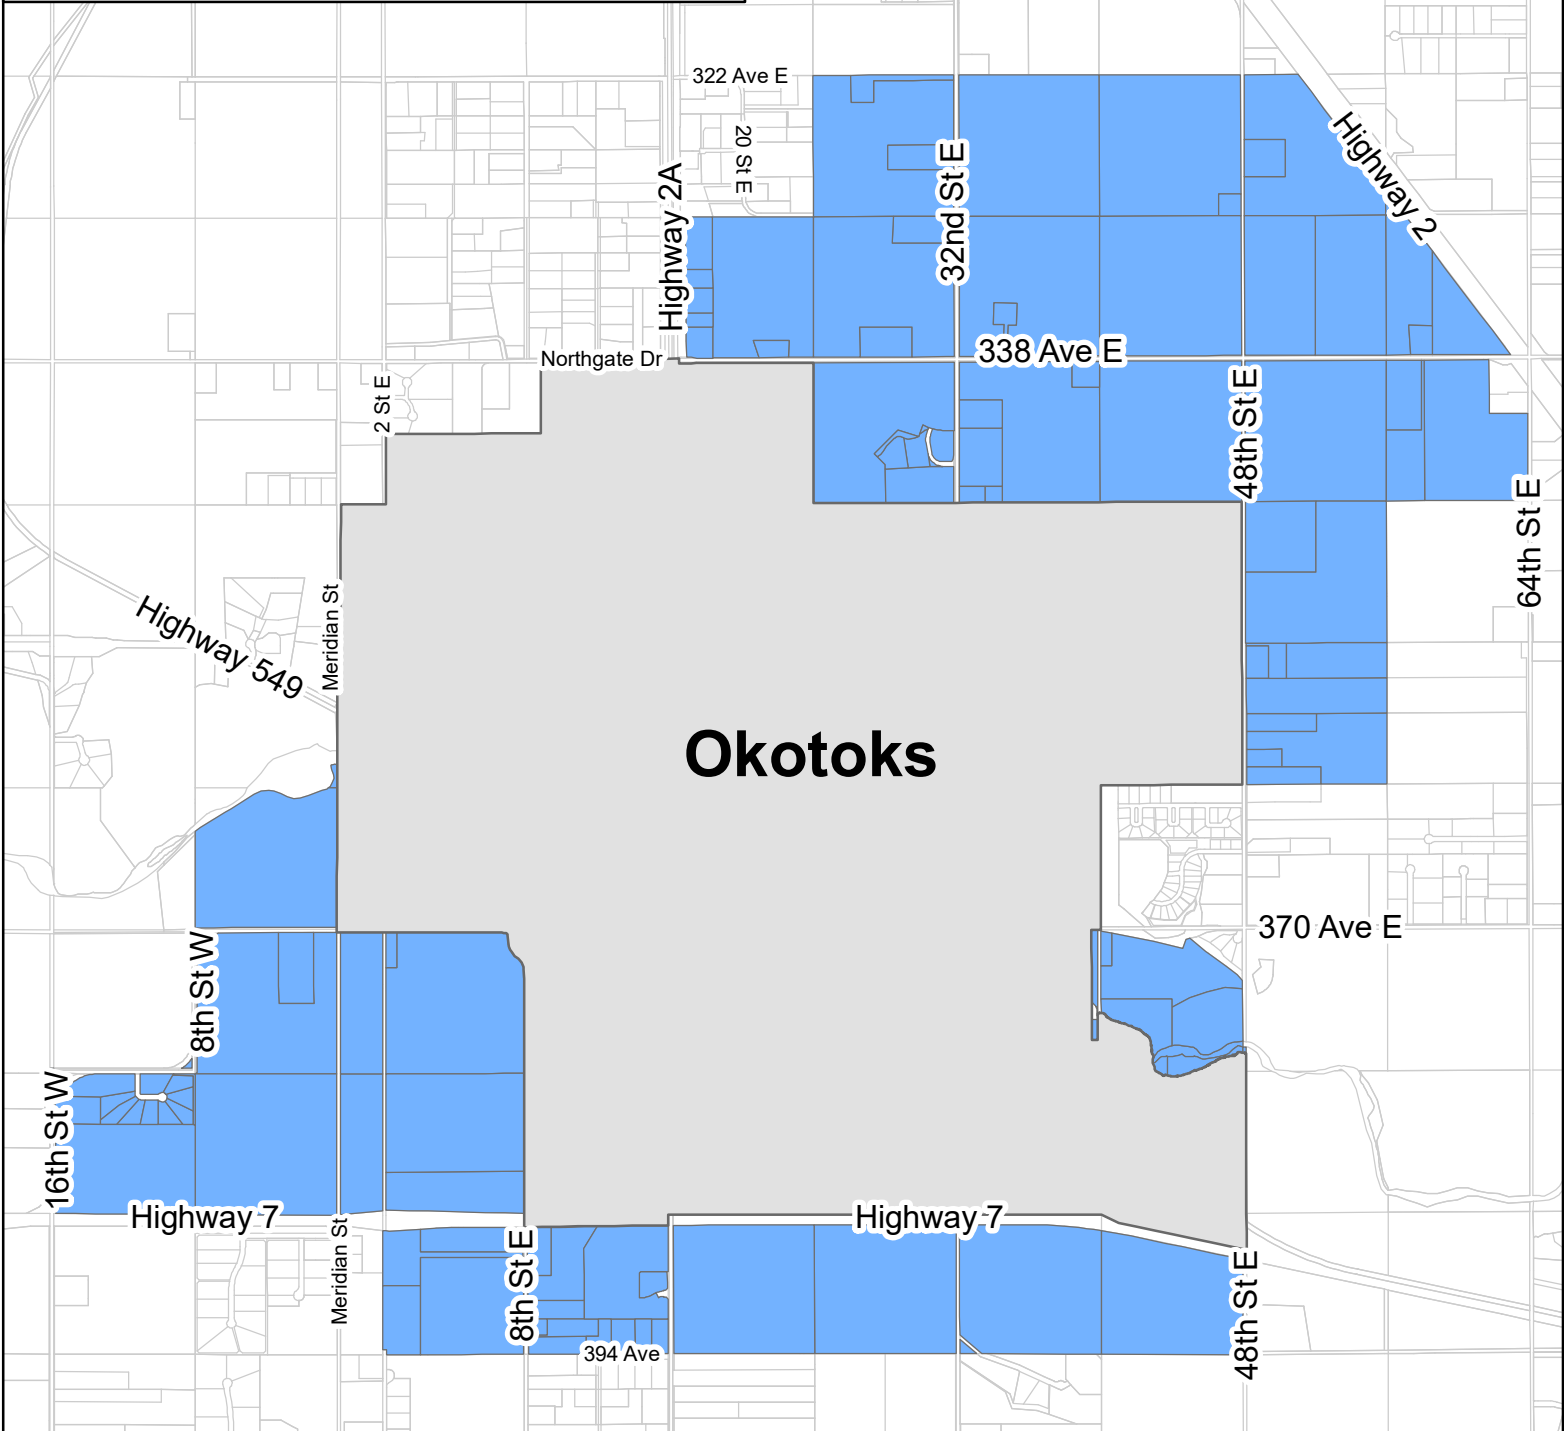 322 Ave E
20 St E
Highway 2A
32nd St E
Highway 2
Northgate Dr
338 Ave E
2 St E
48th St E
64th St E
Highway 549
Meridian St
Okotoks
370 Ave E
8th St W
16th St W
Highway 7
Highway 7
Meridian St
8th St E
48th St E
394 Ave